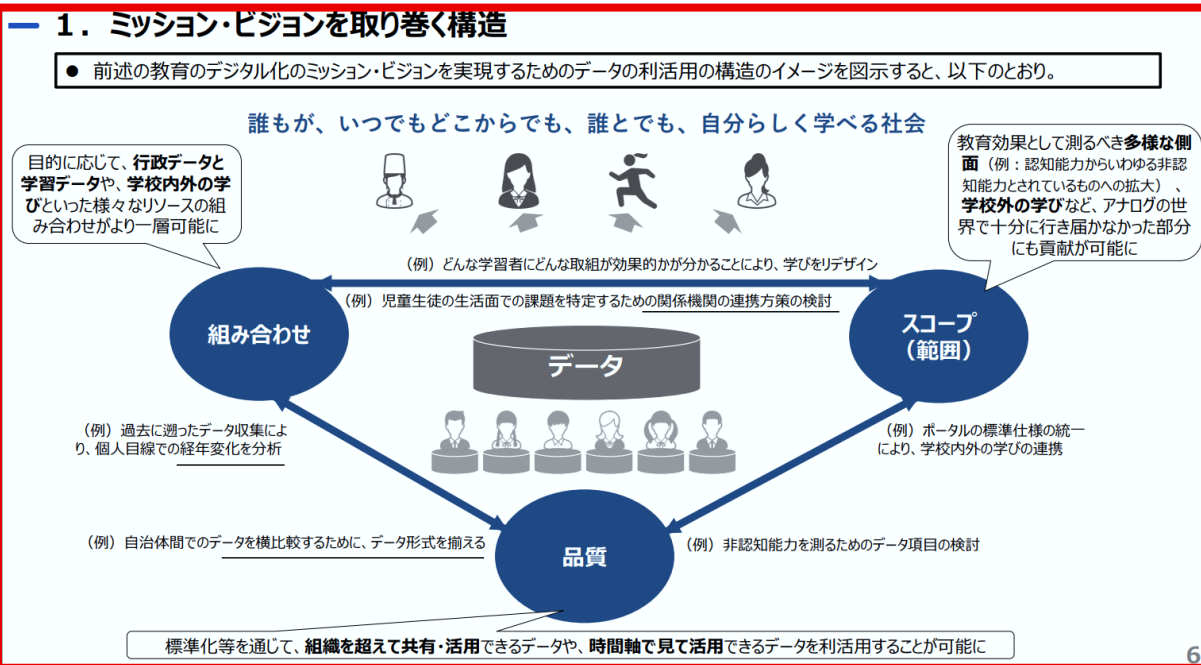 1．ミッション・ビジョンを取り巻く構造
● 前述の教育のデジタル化のミッション・ビジョンを実現するためのデータの利活用の構造のイメージを図示すると、以下のとおり。
誰もが、いつでもどこからでも、誰とでも、自分らしく学べる社会
目的に応じて、行政データと
学習データや、学校内外の学
びといった様々なリソースの組
み合わせがより一層可能に
教育効果として測るべき多様な側
面（例：認知能力からいわゆる非認
知能力とされているものへの拡大）、
学校外の学びなど、アナログの世
界で十分に行き届かなかった部分
にも貢献が可能に
（例）どんな学習者にどんな取組が効果的かが分かることにより、学びをリデザイン
（例）児童生徒の生活面での課題を特定するための関係機関の連携方策の検討
組み合わせ
スコープ
（範囲）
データ
（例）過去に遡ったデータ収集によ
り、個人目線での経年変化を分析
（例）ポータルの標準仕様の統一
により、学校内外の学びの連携
（例）自治体間でのデータを横比較するために、データ形式を揃える
（例）非認知能力を測るためのデータ項目の検討
品質
標準化等を通じて、組織を超えて共有・活用できるデータや、時間軸で見て活用できるデータを利活用することが可能に
6